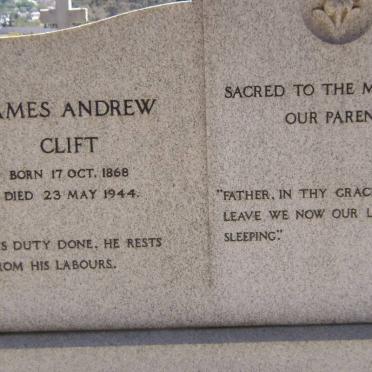 AMES ANDREW
CLIFT
BORN 17 OCT. 1868
DIED 23 MAY 1944.
S DUTY DONE, HE RESTS
ROM HIS LABOURS.
SACRED TO THE M
OUR PAREN
"FATHER, IN THY GRAC
LEAVE WE NOW OUR L
SLEEPING."